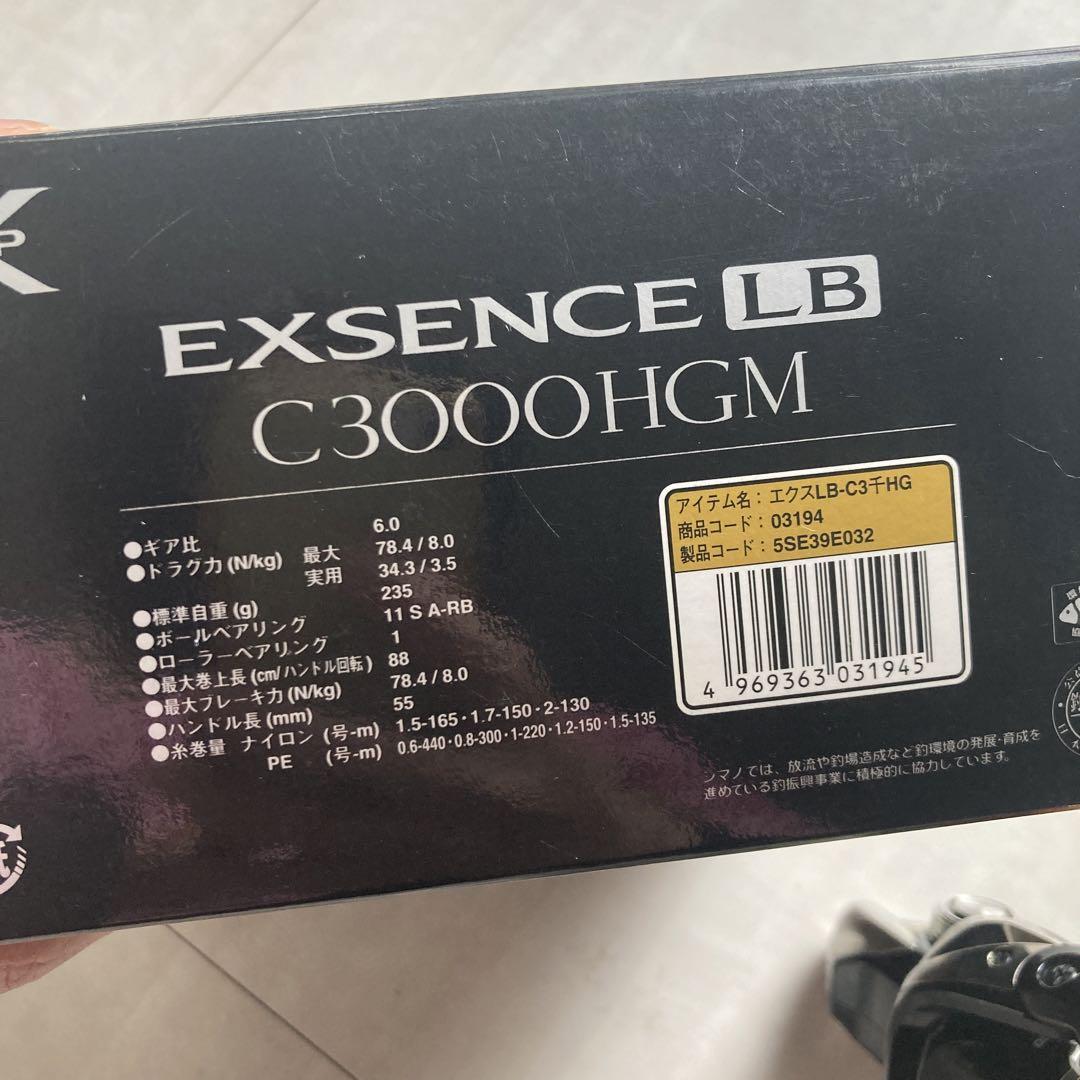 EXSENCE LB
C3000HGM
●ギア比 6.0
●ドラグ力(N/kg) 最大 78.4 / 8.0
実用 34.3 / 3.5
●標準自重(g) 235
●ボールベアリング 11 S A-RB
●ローラーベアリング 1
●最大巻上長(cm/ハンドル回転) 88
●最大ブレーキ力(N/kg) 78.4 / 8.0
●ハンドル長(mm) 55
●糸巻量 ナイロン (号-m) 1.5-165・1.7-150・2-130
PE (号-m) 0.6-440・0.8-300・1-220・1.2-150・1.5-135
アイテム名：エクスLB-C3千HG
商品コード：03194
製品コード：5SE39E032
4 969363 031945
シマノでは、放流や釣場造成など釣環境の発展・育成を
進めている釣振興事業に積極的に協力しています。